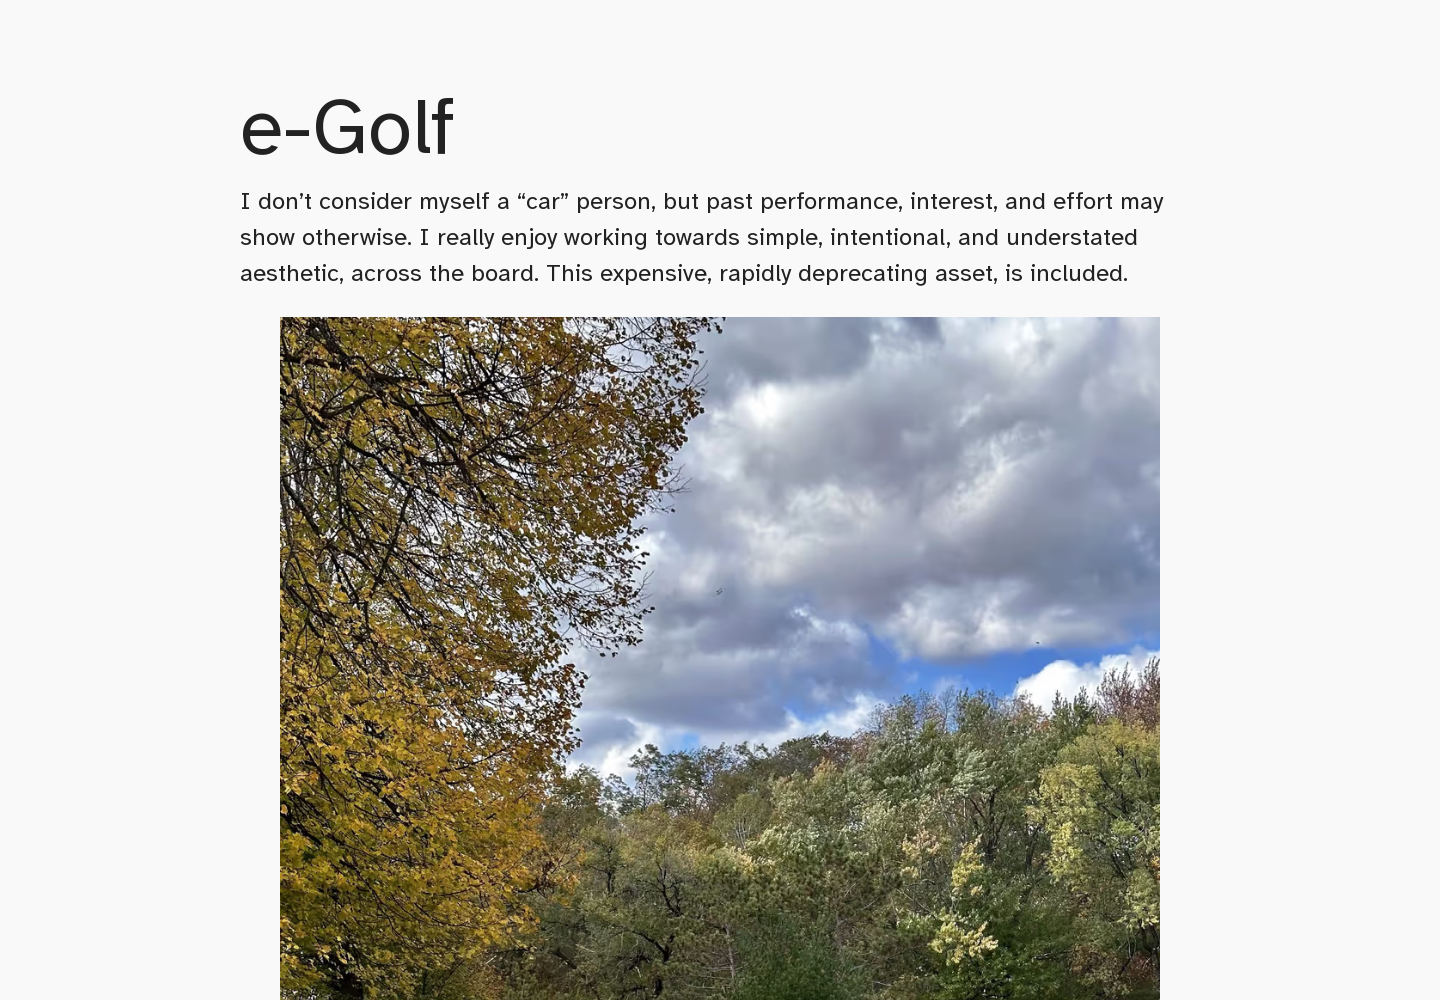 e-Golf
I don’t consider myself a “car” person, but past performance, interest, and effort may
show otherwise. I really enjoy working towards simple, intentional, and understated
aesthetic, across the board. This expensive, rapidly deprecating asset, is included.